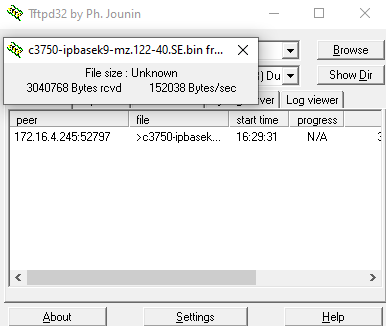 Tftpd32 by Ph. Jounin
c3750-ipbasek9-mz.122-40.SE.bin fr...
File size : Unknown
3040768 Bytes rcvd 152038 Bytes/sec
Browse
) Du
Show Dir
er
Log viewer
peer file start time progress
172.16.4.245:52797 >c3750-ipbasek... 16:29:31 N/A 3
About Settings Help